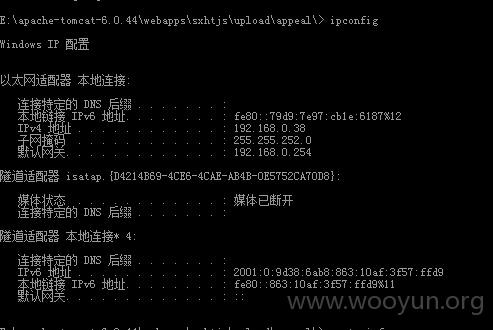 E:\apache-tomcat-6.0.44\webapps\sxhtjs\upload\appeal\> ipconfig
Windows IP 配置
以太网适配器 本地连接:
连接特定的 DNS 后缀 . . . . . . . :
本地链接 IPv6 地址. . . . . . . . : fe80::79d9:7e97:cb1e:6187%12
IPv4 地址 . . . . . . . . . . . . : 192.168.0.38
子网掩码 . . . . . . . . . . . . : 255.255.252.0
默认网关. . . . . . . . . . . . . : 192.168.0.254
隧道适配器 isatap.{D4214B69-4CE6-4CAE-AB4B-0E5752CA70D8}:
媒体状态 . . . . . . . . . . . . : 媒体已断开
连接特定的 DNS 后缀 . . . . . . . :
隧道适配器 本地连接* 4:
连接特定的 DNS 后缀 . . . . . . . :
IPv6 地址 . . . . . . . . . . . . : 2001:0:9d38:6ab8:863:10af:3f57:ffd9
本地链接 IPv6 地址. . . . . . . . : fe80::863:10af:3f57:ffd9%11
默认网关. . . . . . . . . . . . . : ::
www.wooyun.org